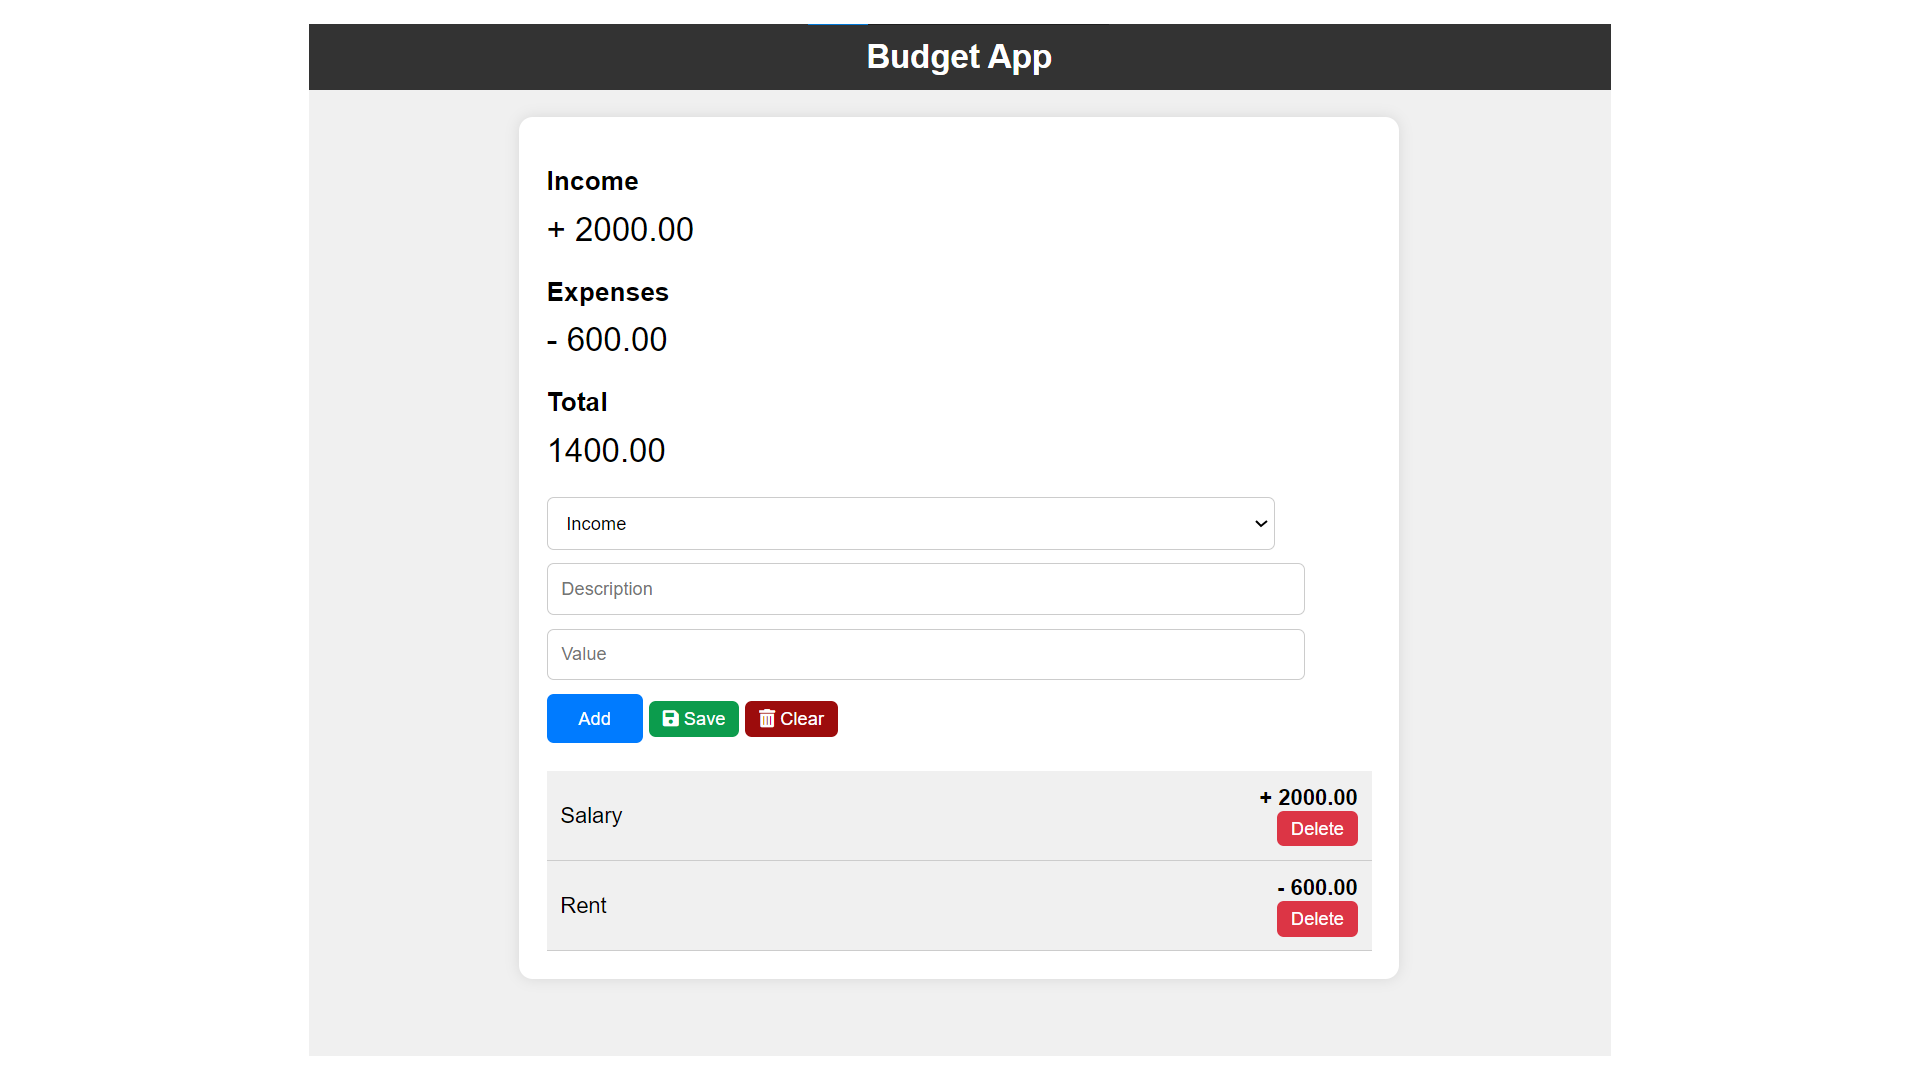 Budget App
Income
+ 2000.00
Expenses
- 600.00
Total
1400.00
Income
Description
Value
Add Save Clear
Salary + 2000.00
Delete
Rent - 600.00
Delete